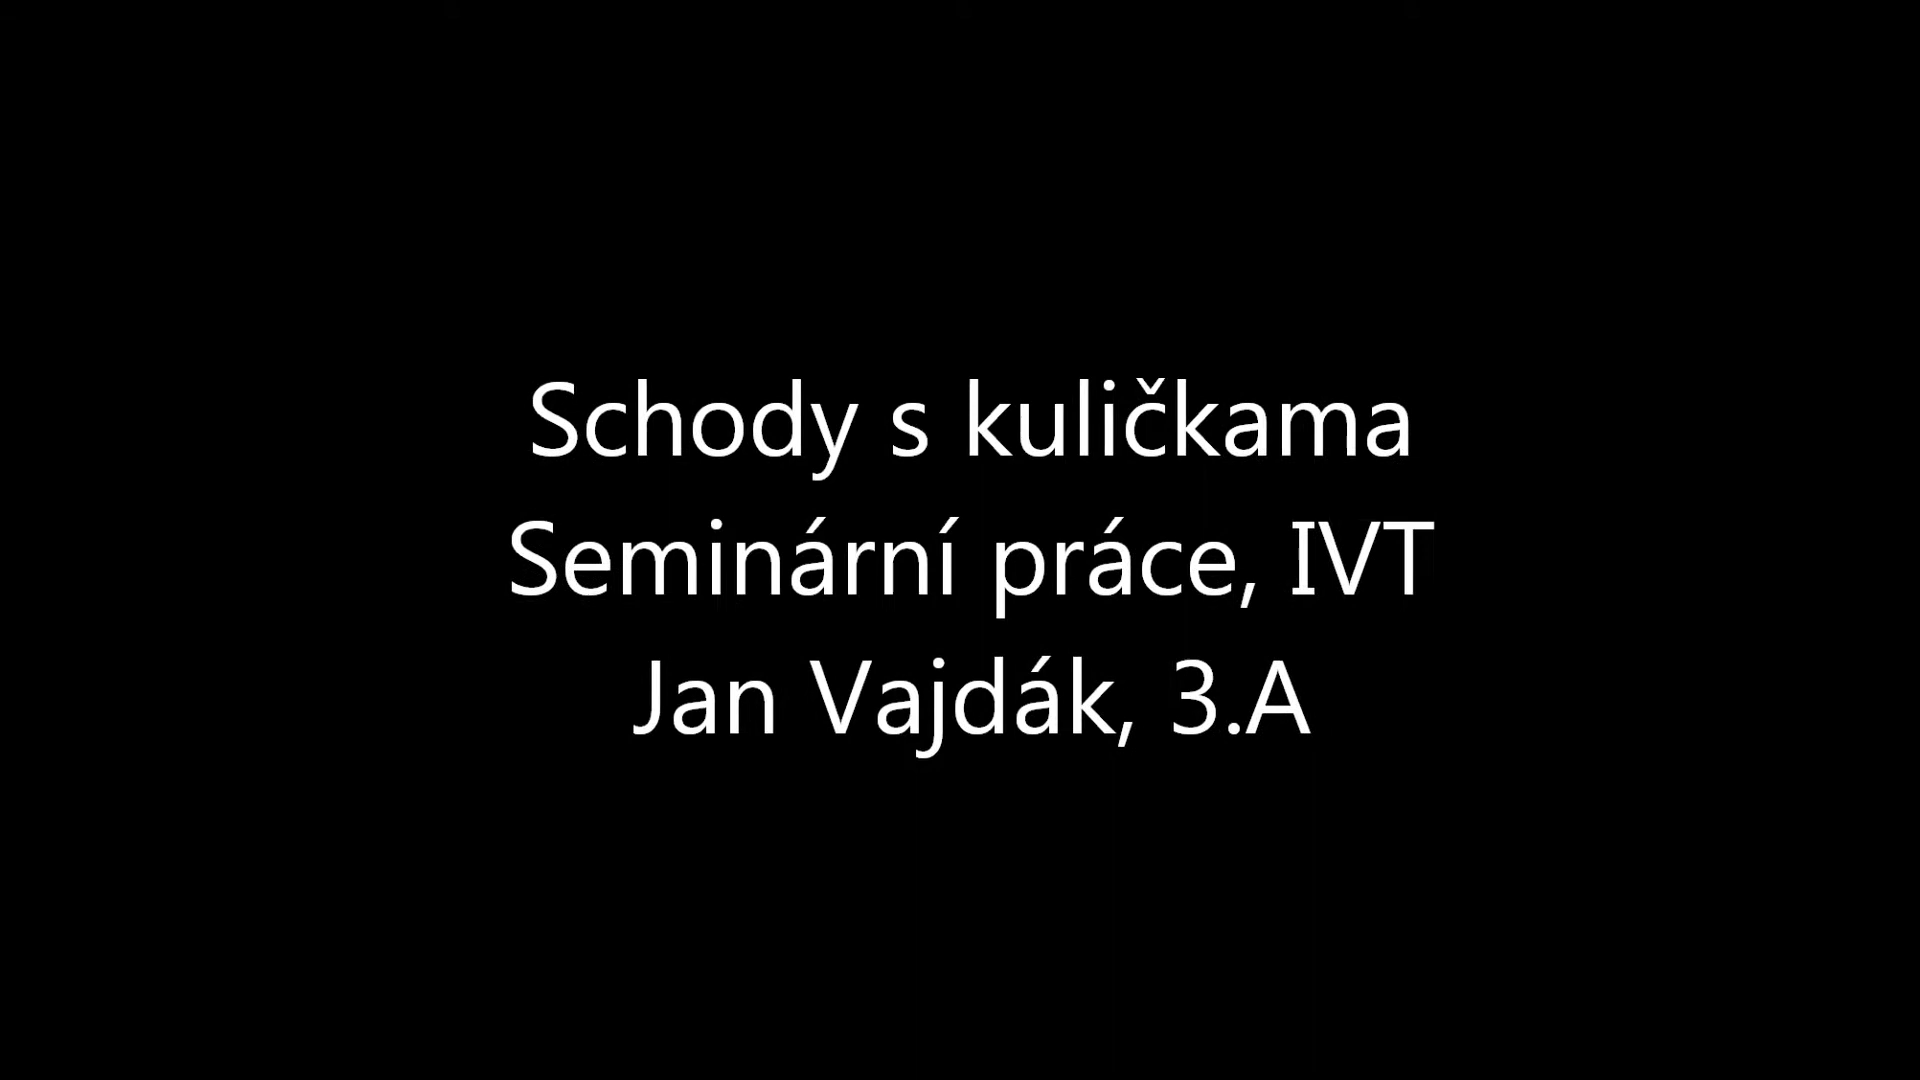 Schody s kuličkama
Seminární práce, IVT
Jan Vajdák, 3.A